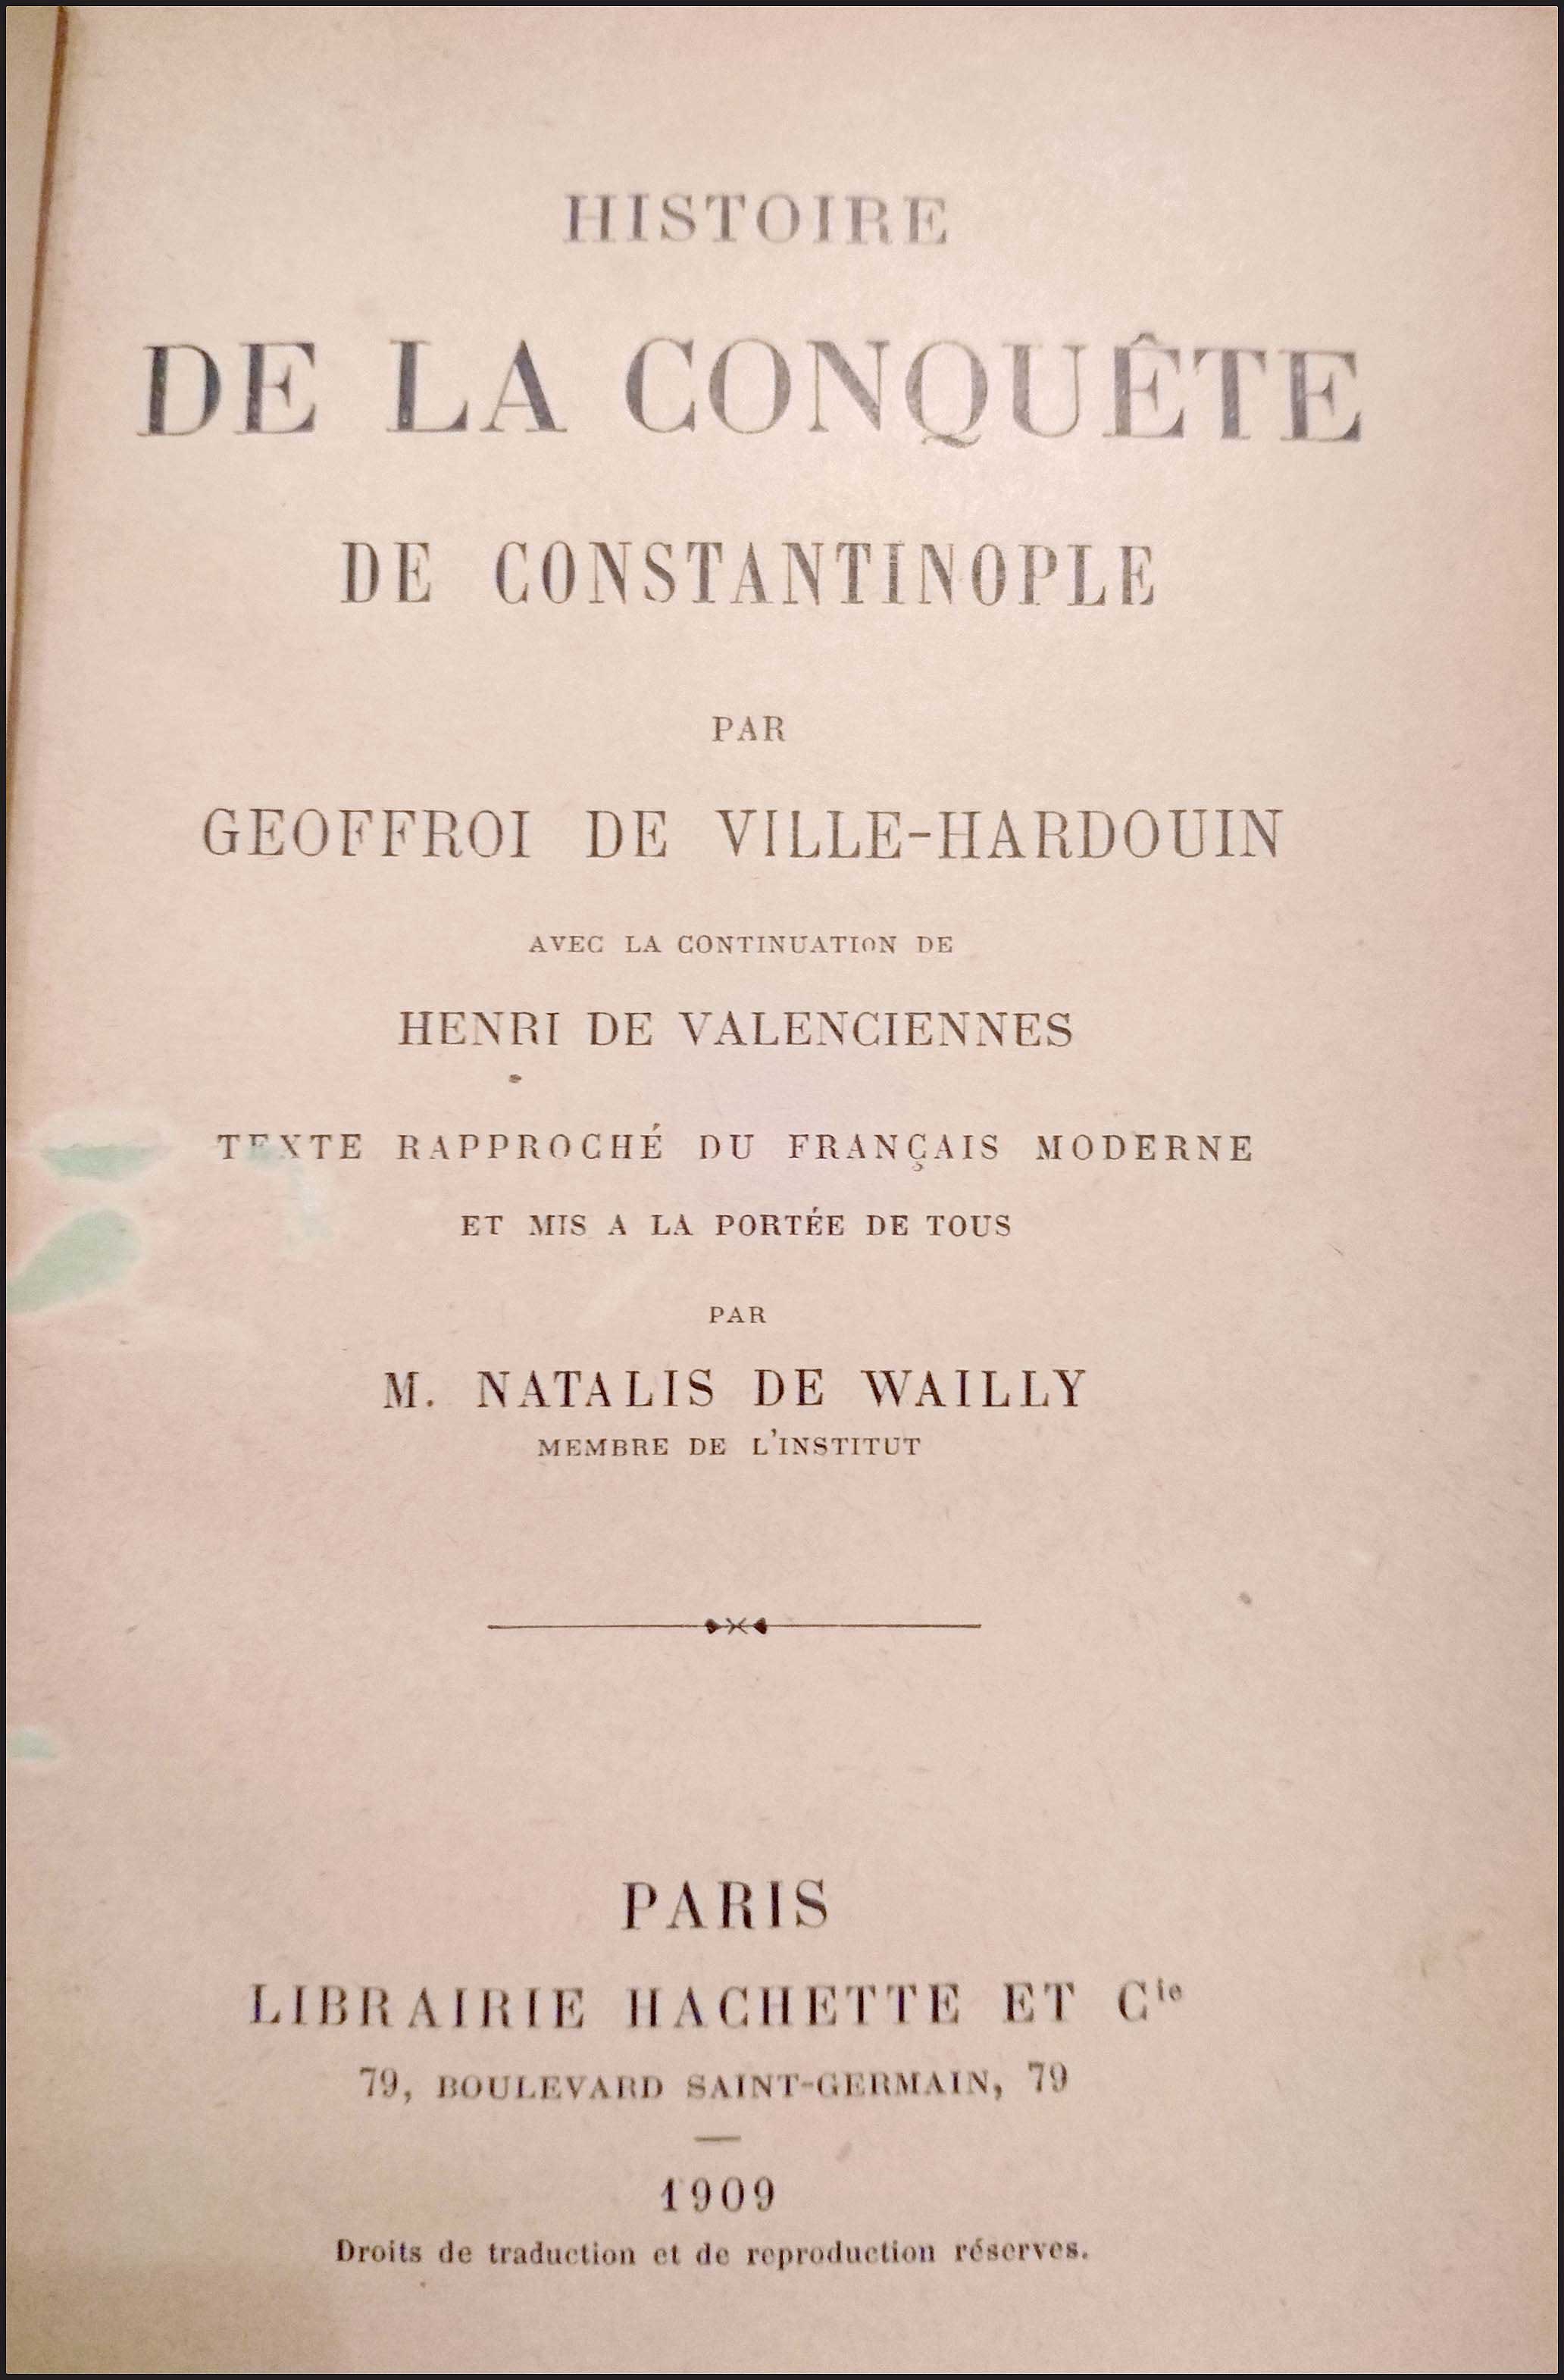 HISTOIRE
DE LA CONQUÊTE
DE CONSTANTINOPLE
PAR
GEOFFROI DE VILLE-HARDOUIN
AVEC LA CONTINUATION DE
HENRI DE VALENCIENNES
TEXTE RAPPROCHÉ DU FRANÇAIS MODERNE
ET MIS A LA PORTÉE DE TOUS
PAR
M. NATALIS DE WAILLY
MEMBRE DE L'INSTITUT
PARIS
LIBRAIRIE HACHETTE ET Cie
79, BOULEVARD SAINT-GERMAIN, 79
1909
Droits de traduction et de reproduction réserves.